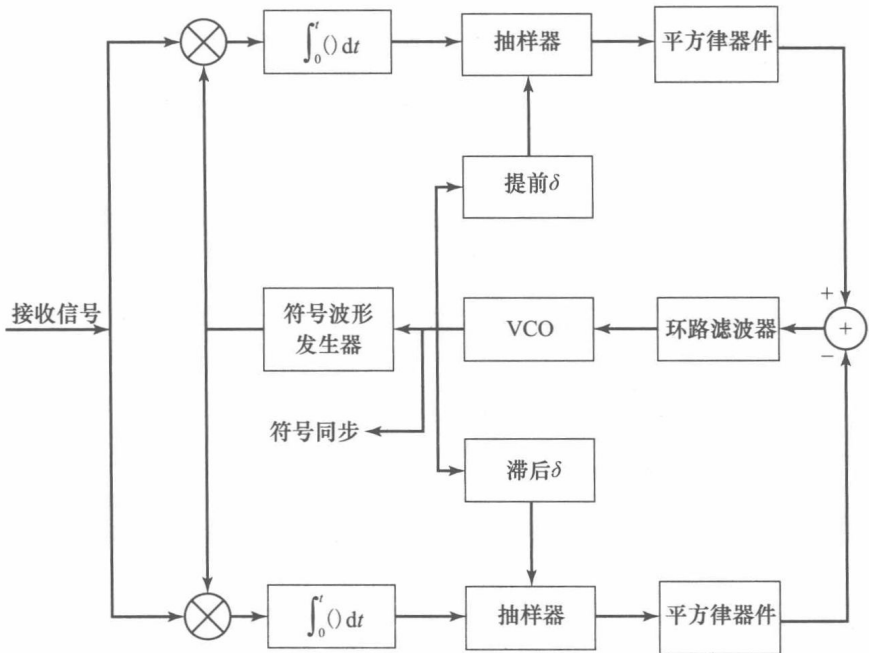 ∫₀ᵗ() dt
抽样器
平方律器件
提前δ
接收信号
符号波形
发生器
VCO
环路滤波器
+
+
−
符号同步
滞后δ
∫₀ᵗ() dt
抽样器
平方律器件